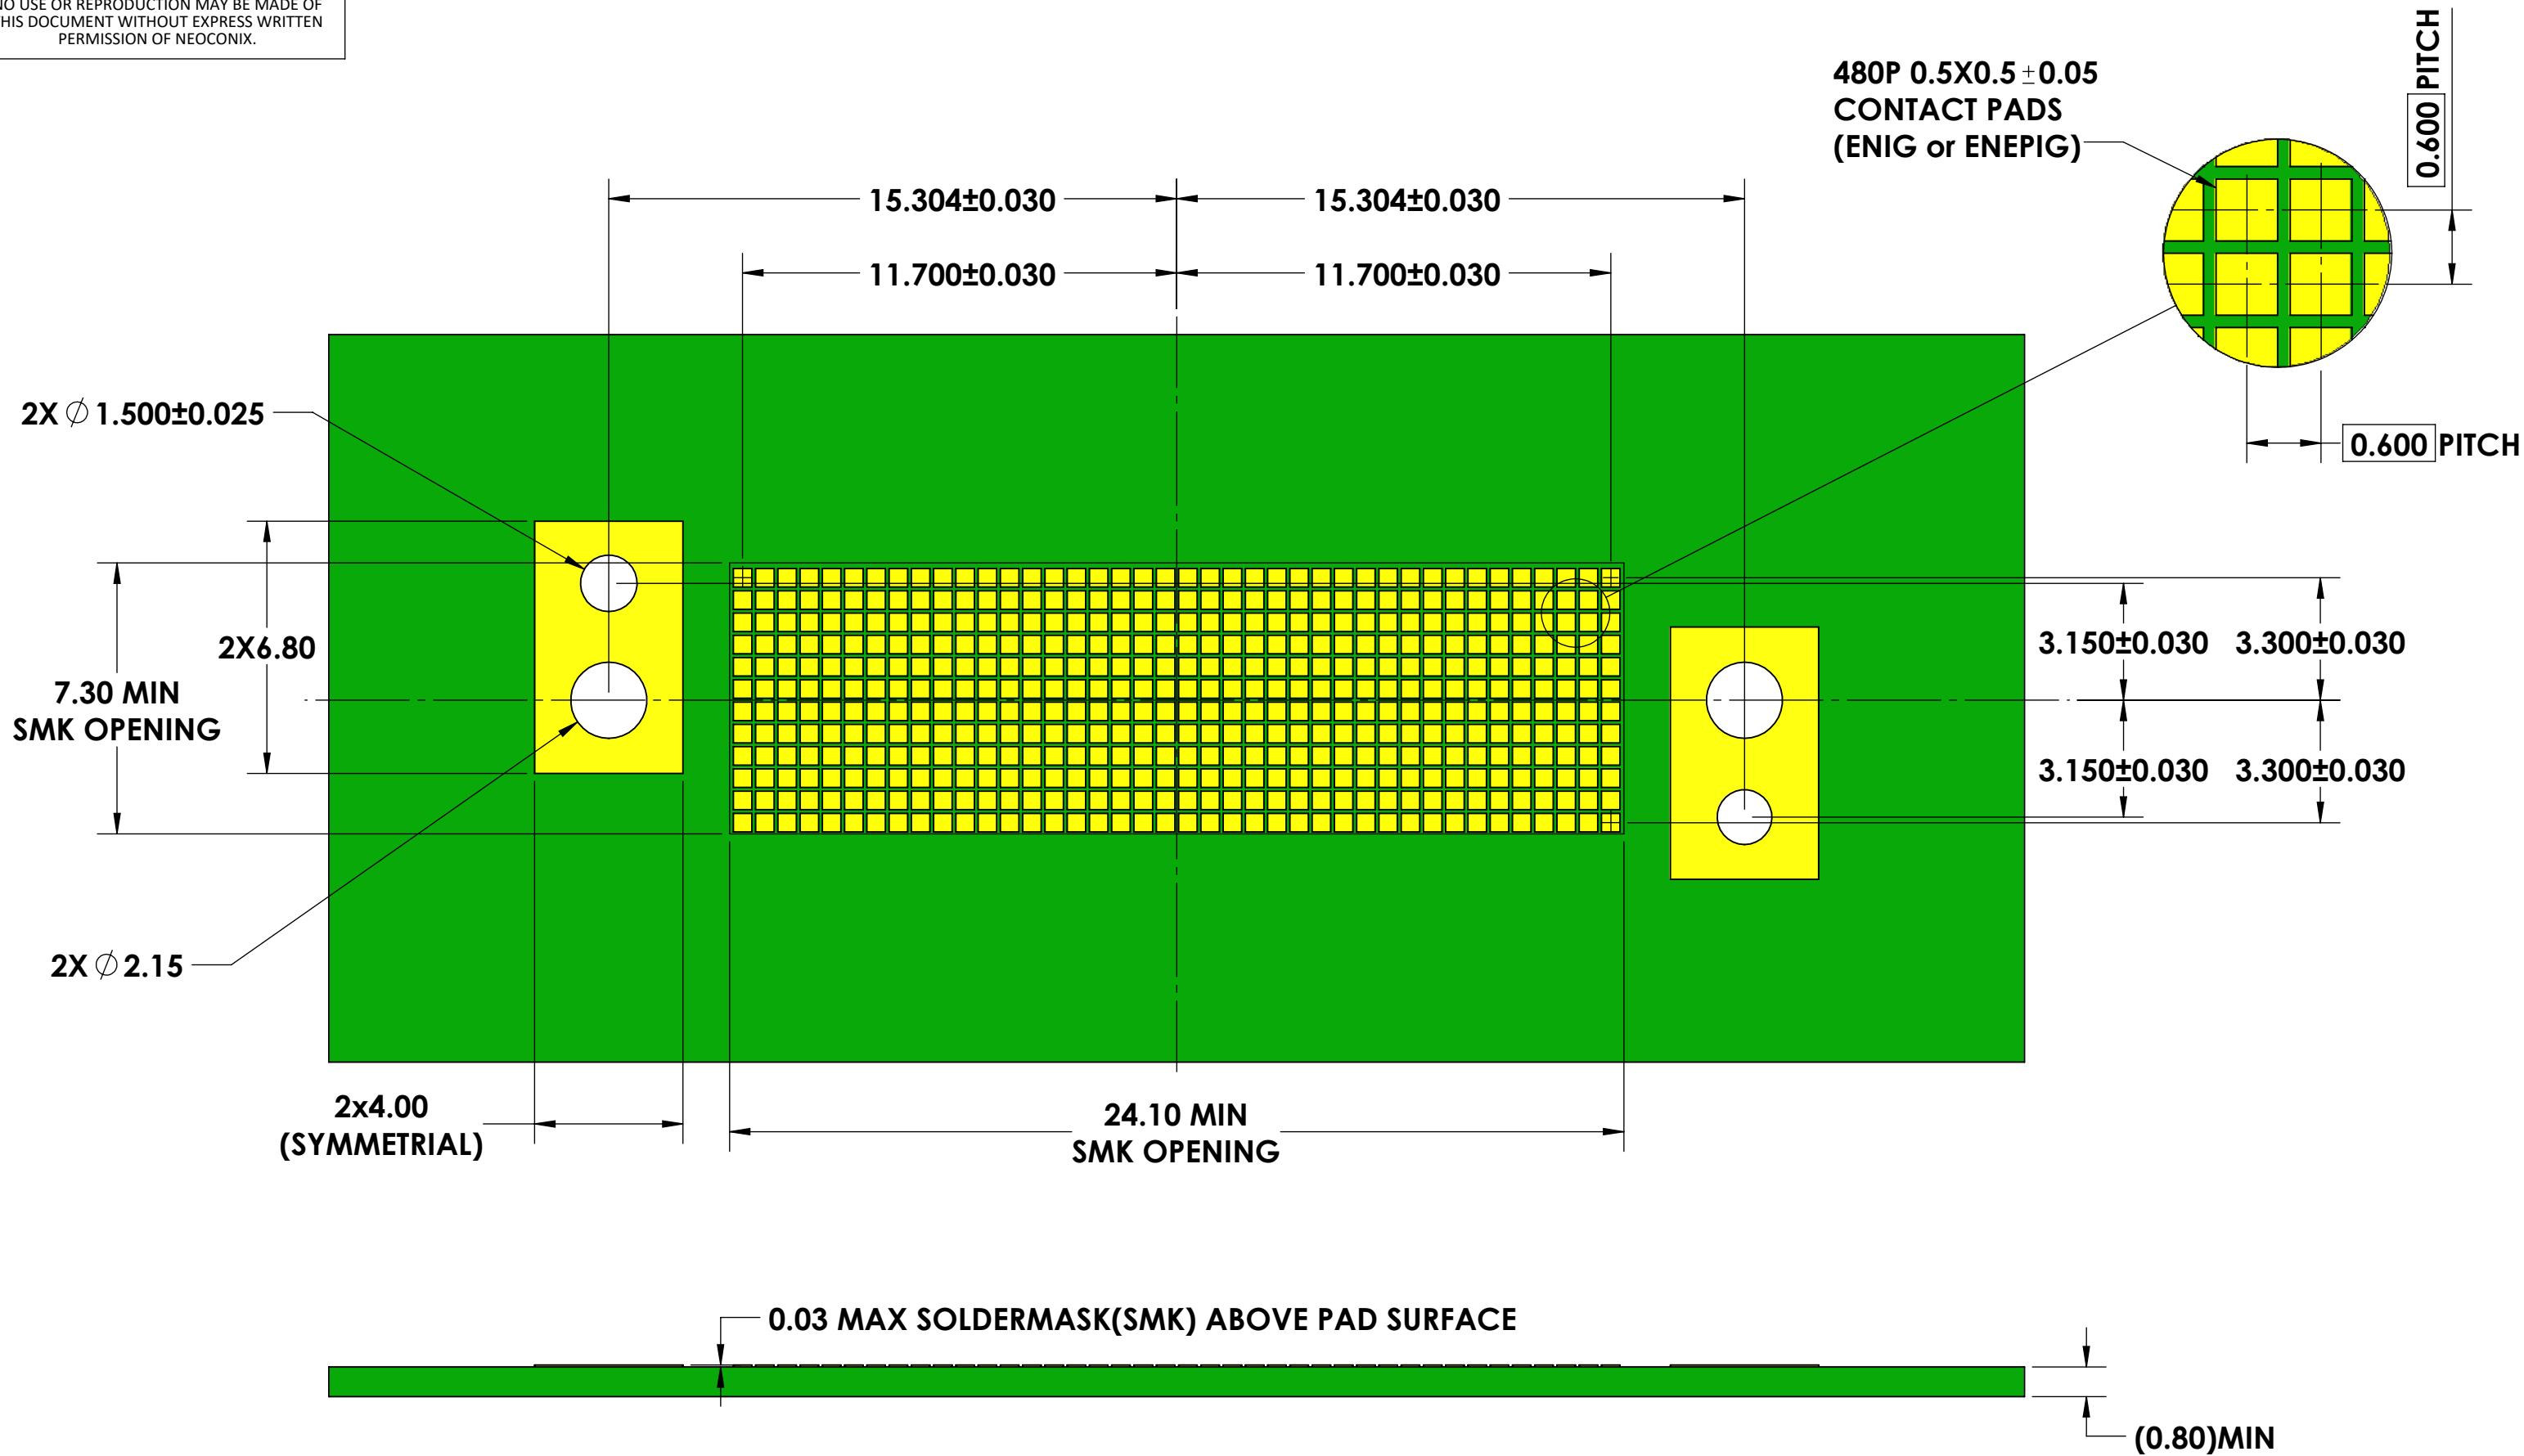 NO USE OR REPRODUCTION MAY BE MADE OF
THIS DOCUMENT WITHOUT EXPRESS WRITTEN
PERMISSION OF NEOCONIX.
480P 0.5X0.5 ±0.05
CONTACT PADS
(ENIG or ENEPIG)
0.600 PITCH
0.600 PITCH
15.304±0.030
15.304±0.030
11.700±0.030
11.700±0.030
2X ∅ 1.500±0.025
2X6.80
7.30 MIN
SMK OPENING
3.150±0.030
3.300±0.030
3.150±0.030
3.300±0.030
2X ∅ 2.15
2x4.00
(SYMMETRIAL)
24.10 MIN
SMK OPENING
0.03 MAX SOLDERMASK(SMK) ABOVE PAD SURFACE
(0.80)MIN